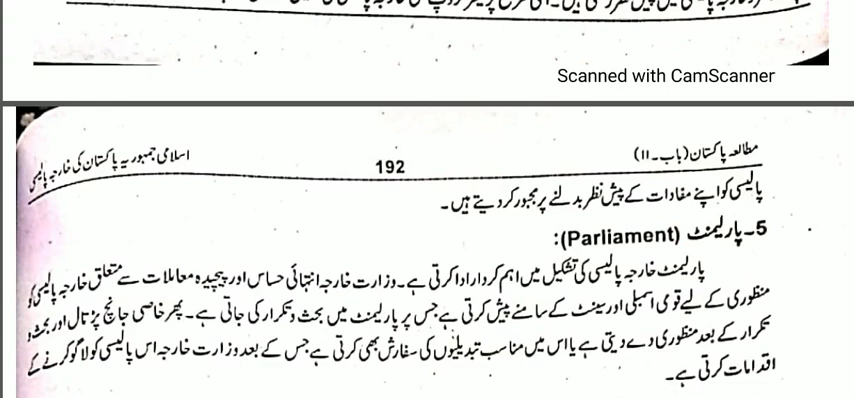 Scanned with CamScanner
مطالعہ پاکستان (باب۔۱۱) 192 اسلامی جمہوریہ پاکستان کی خارجہ پالیسی
پالیسی کو اپنے مفادات کے پیش نظر بدلنے پر مجبور کر دیتے ہیں۔
5۔ پارلیمنٹ (Parliament):
پارلیمنٹ خارجہ پالیسی کی تشکیل میں اہم کردار ادا کرتی ہے۔ وزارت خارجہ انتہائی حساس اور پیچیدہ معاملات سے متعلق خارجہ پالیسی کو
منظوری کے لیے قومی اسمبلی اور سینٹ کے سامنے پیش کرتی ہے جس پر پارلیمنٹ میں بحث و تکرار کی جاتی ہے۔ پھر خاصی جانچ پڑتال اور بحث و
تکرار کے بعد منظوری دے دیتی ہے یا اس میں مناسب تبدیلیوں کی سفارش بھی کرتی ہے جس کے بعد وزارت خارجہ اس پالیسی کو لاگو کرنے کے
اقدامات کرتی ہے۔